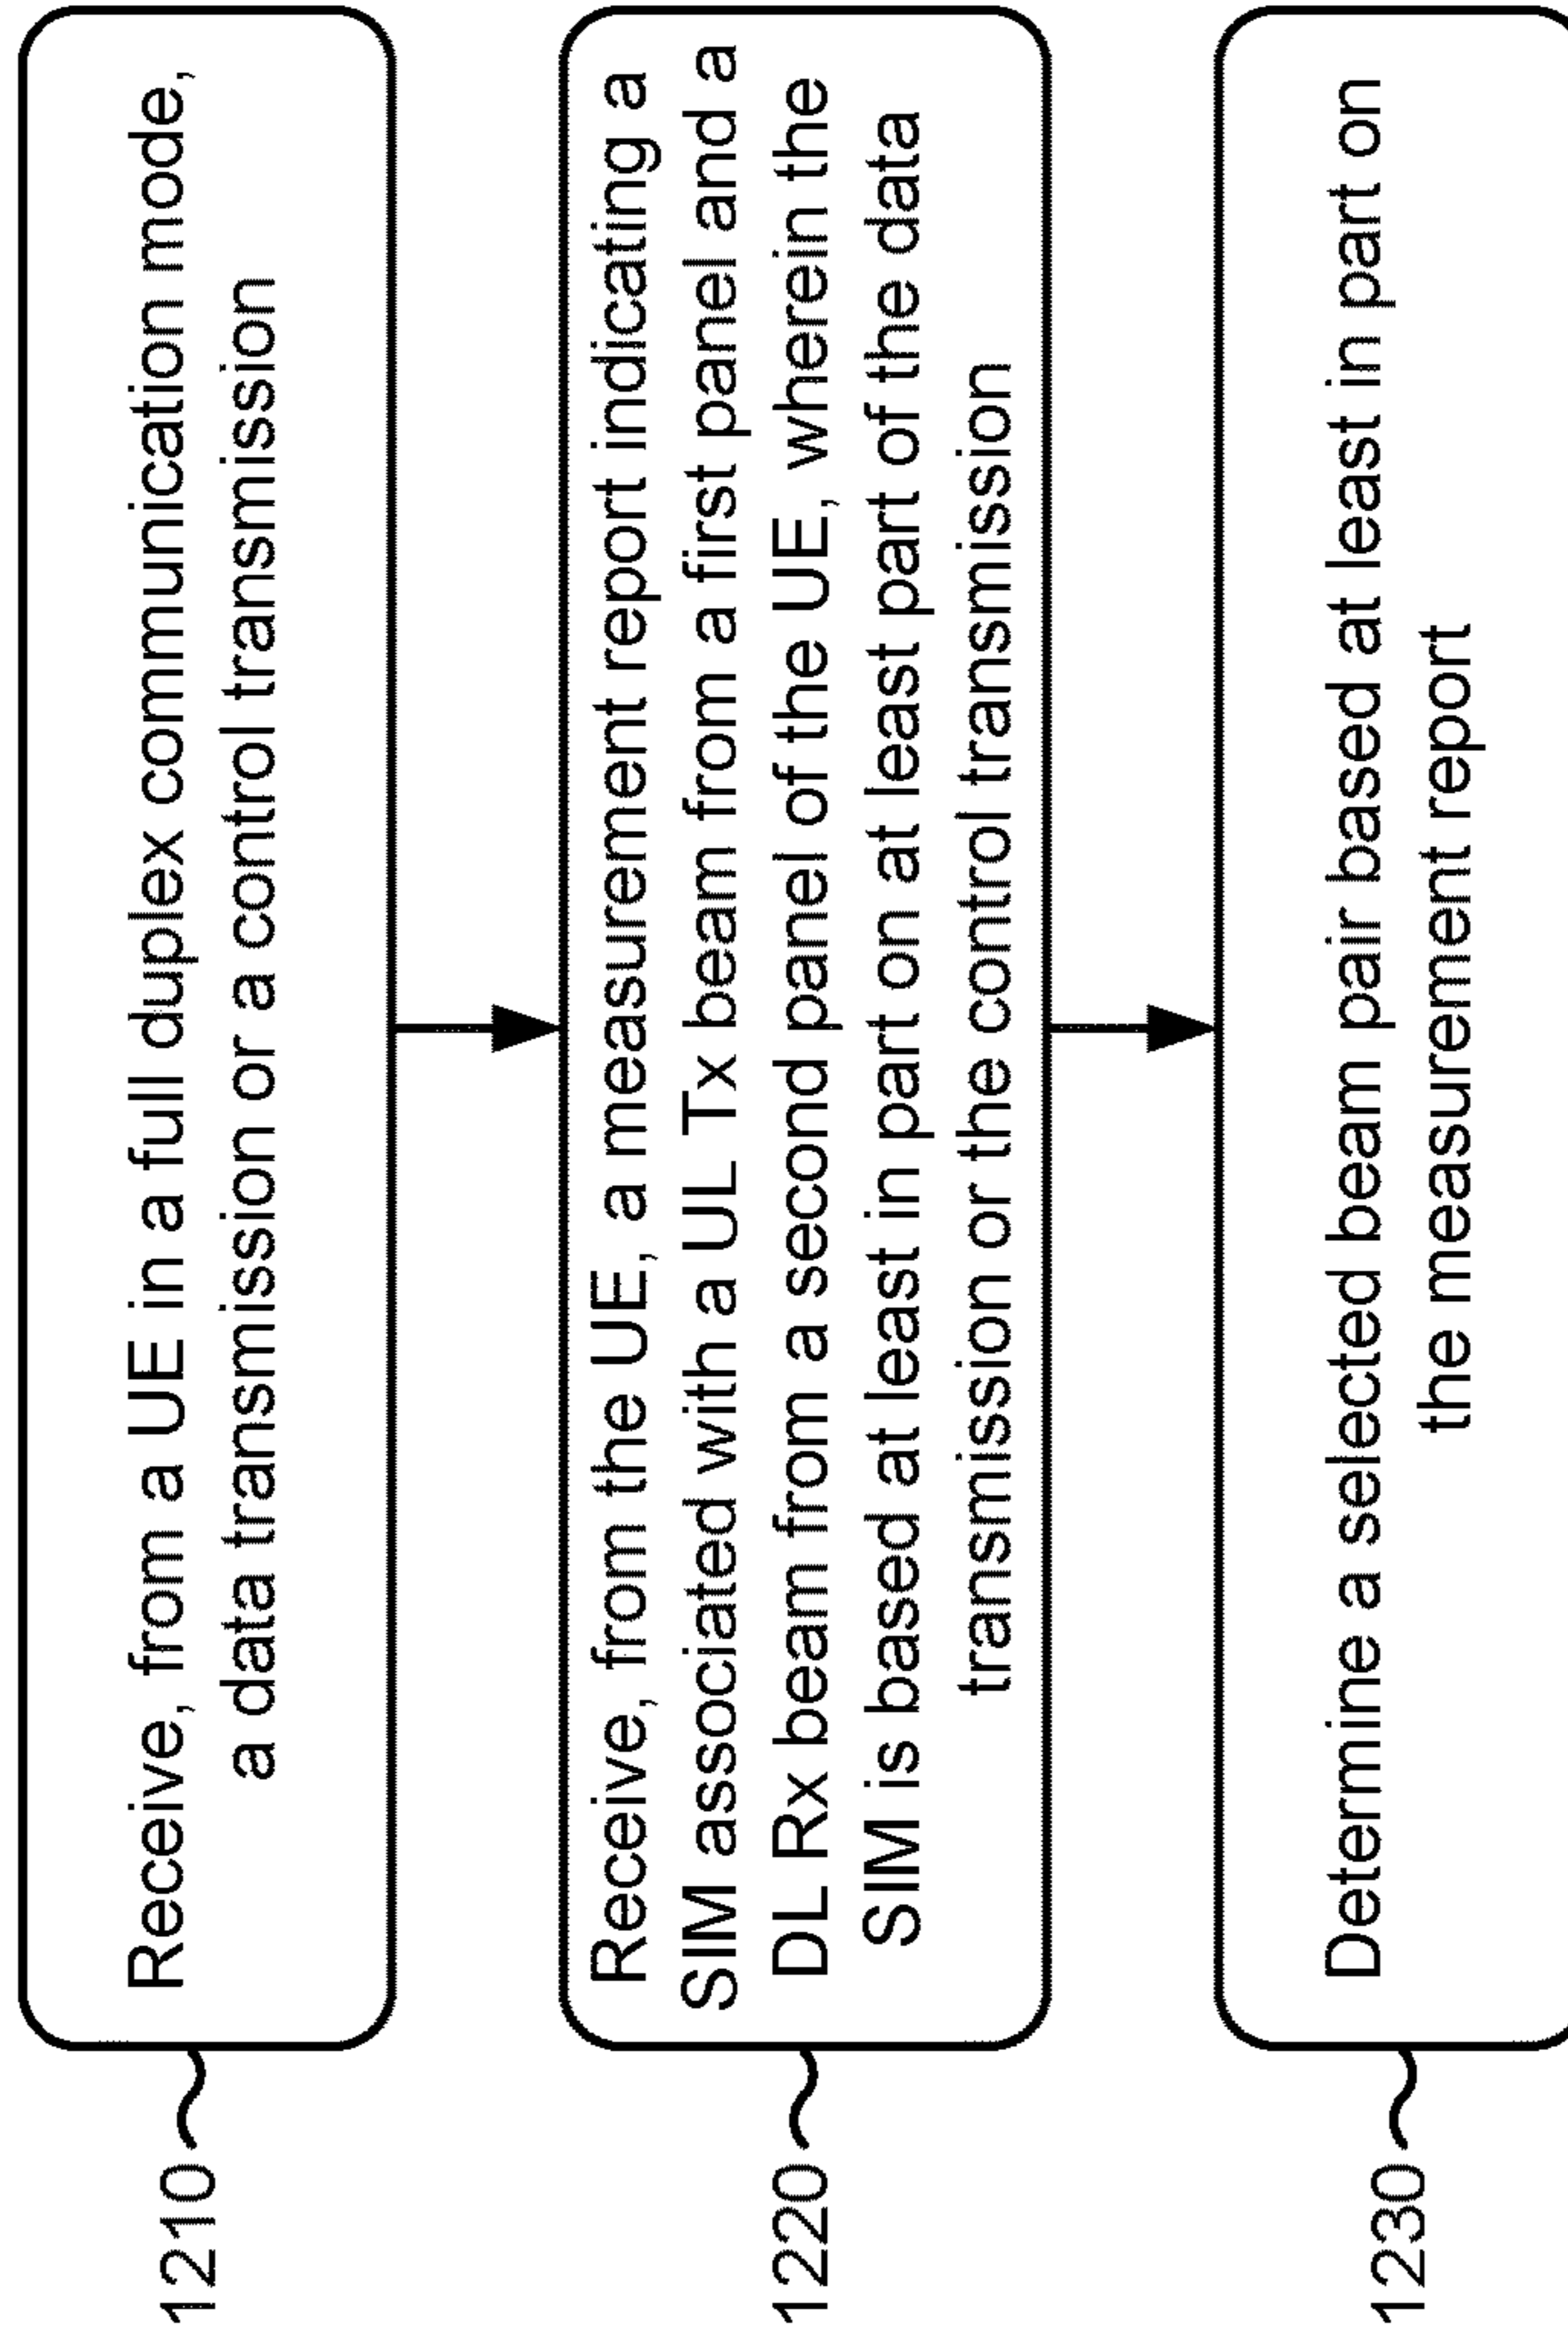 1210
Receive, from a UE in a full duplex communication mode,
a data transmission or a control transmission
1220
Receive, from the UE, a measurement report indicating a
SIM associated with a UL Tx beam from a first panel and a
DL Rx beam from a second panel of the UE, wherein the
SIM is based at least in part on at least part of the data
transmission or the control transmission
1230
Determine a selected beam pair based at least in part on
the measurement report